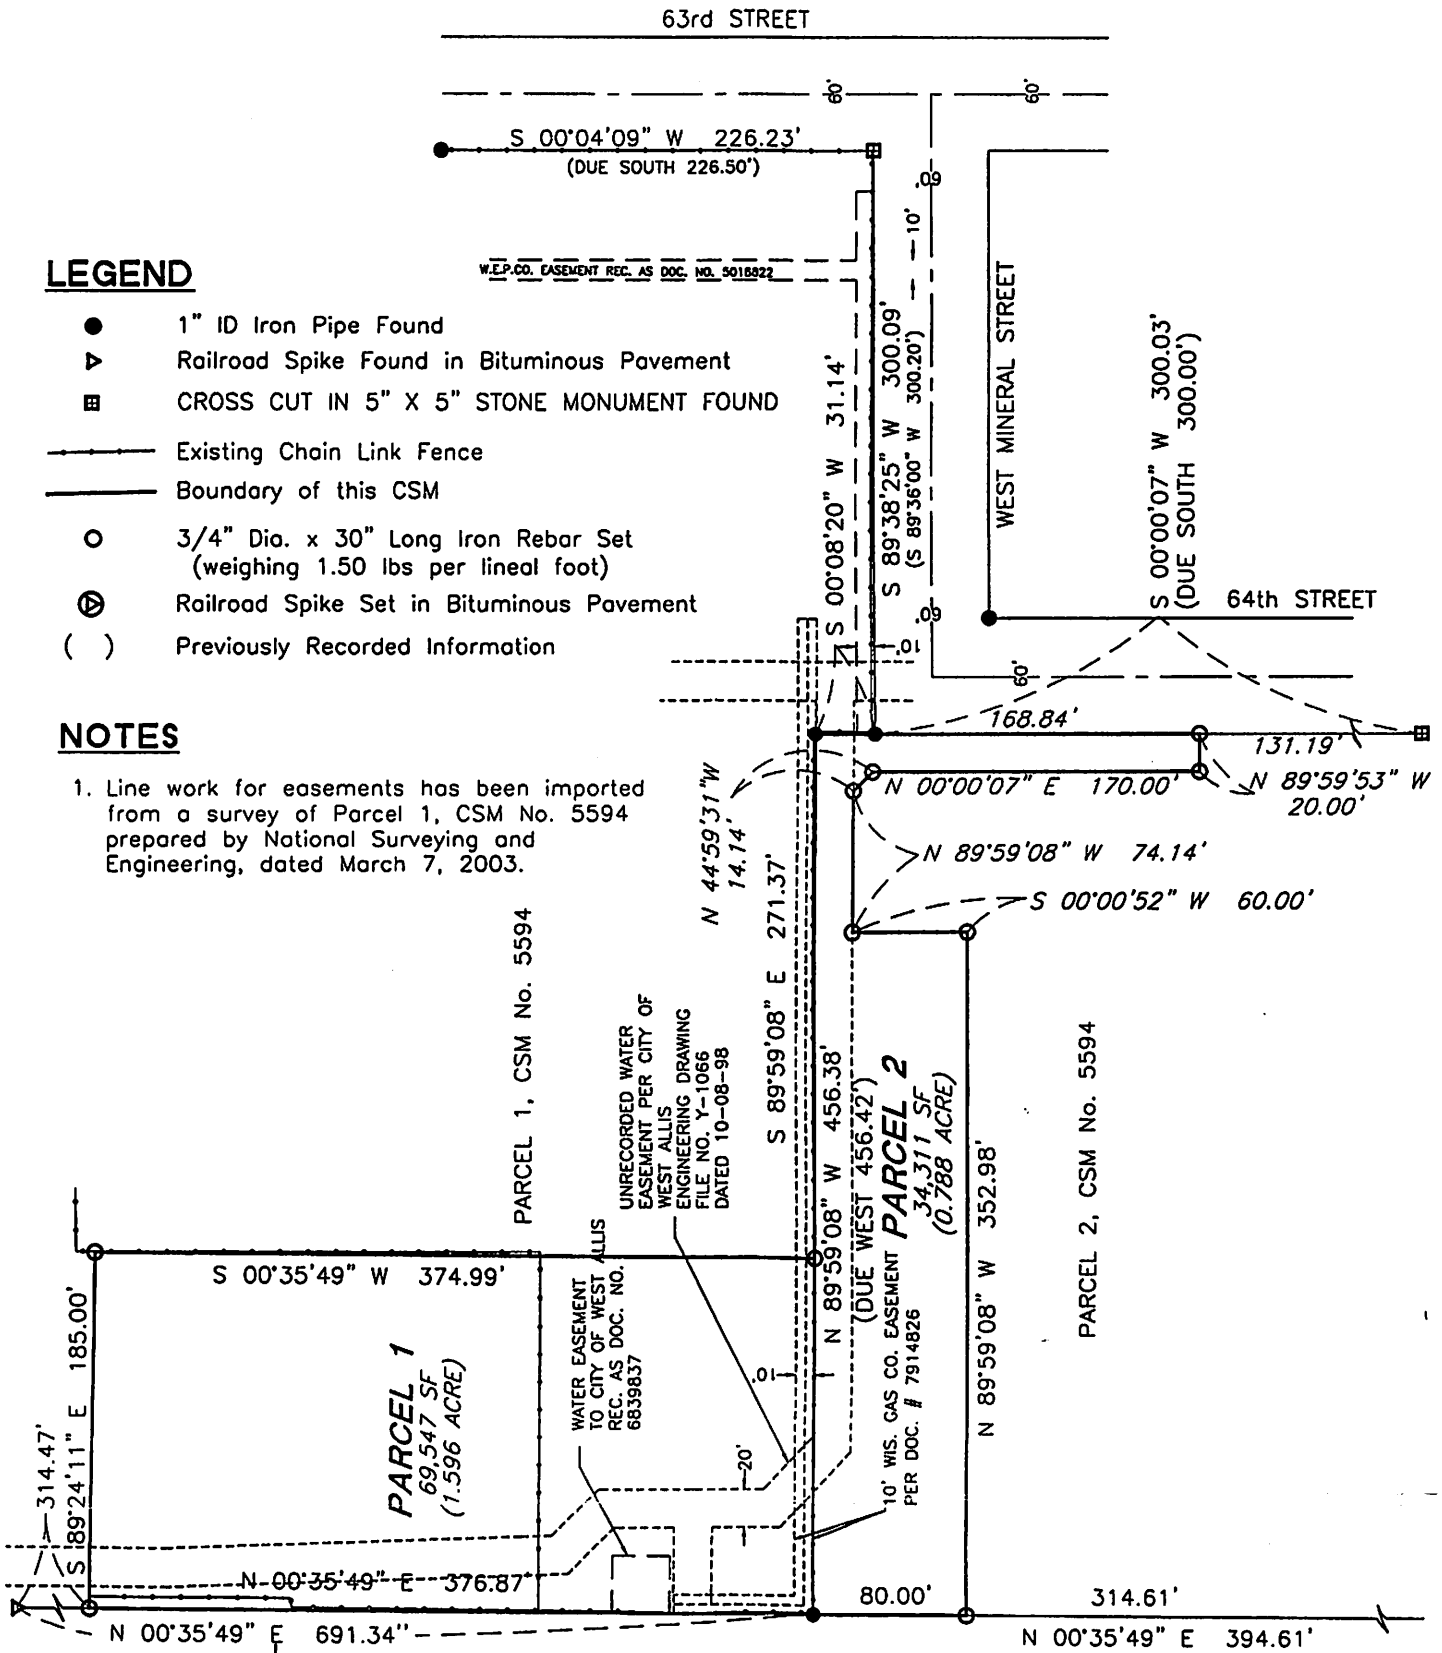 63rd STREET
60'
60'
S 00°04'09" W 226.23'
(DUE SOUTH 226.50')
60'
10'
W.E.P.CO. EASEMENT REC. AS DOC. NO. 5016822
LEGEND
1" ID Iron Pipe Found
Railroad Spike Found in Bituminous Pavement
CROSS CUT IN 5" X 5" STONE MONUMENT FOUND
Existing Chain Link Fence
Boundary of this CSM
3/4" Dia. x 30" Long Iron Rebar Set
(weighing 1.50 lbs per lineal foot)
Railroad Spike Set in Bituminous Pavement
( ) Previously Recorded Information
S 00°08'20" W 31.14'
S 89°38'25" W 300.09'
(S 89°36'00" W 300.20')
WEST MINERAL STREET
S 00°00'07" W 300.03'
(DUE SOUTH 300.00')
64th STREET
60'
10'
60'
168.84'
131.19'
N 00°00'07" E 170.00'
N 89°59'53" W
20.00'
NOTES
1. Line work for easements has been imported
from a survey of Parcel 1, CSM No. 5594
prepared by National Surveying and
Engineering, dated March 7, 2003.
N 44°59'31"W
14.14'
N 89°59'08" W 74.14'
S 00°00'52" W 60.00'
S 89°59'08" E 271.37'
PARCEL 1, CSM No. 5594
UNRECORDED WATER
EASEMENT PER CITY OF
WEST ALLIS
ENGINEERING DRAWING
FILE NO. Y-1066
DATED 10-08-98
N 89°59'08" W 456.38'
(DUE WEST 456.42')
PARCEL 2
34,311 SF
(0.788 ACRE)
N 89°59'08" W 352.98'
PARCEL 2, CSM No. 5594
S 00°35'49" W 374.99'
WATER EASEMENT
TO CITY OF WEST ALLIS
REC. AS DOC. NO.
6839837
10'
10' WIS. GAS CO. EASEMENT
PER DOC. # 7914826
PARCEL 1
69,547 SF
(1.596 ACRE)
S 89°24'11" E 185.00'
314.47'
20'
N 00°35'49" E 376.87'
80.00'
314.61'
N 00°35'49" E 691.34''
N 00°35'49" E 394.61'